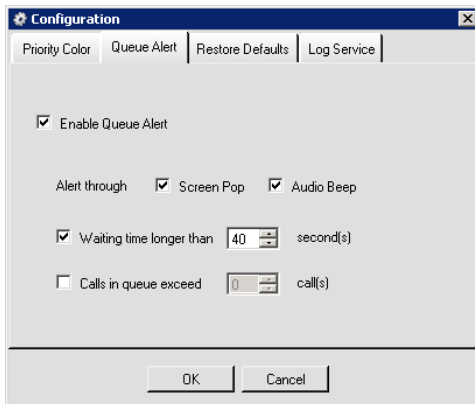 Configuration
Priority Color Queue Alert Restore Defaults Log Service
Enable Queue Alert
Alert through Screen Pop Audio Beep
Waiting time longer than 40 second(s)
Calls in queue exceed 0 call(s)
OK Cancel